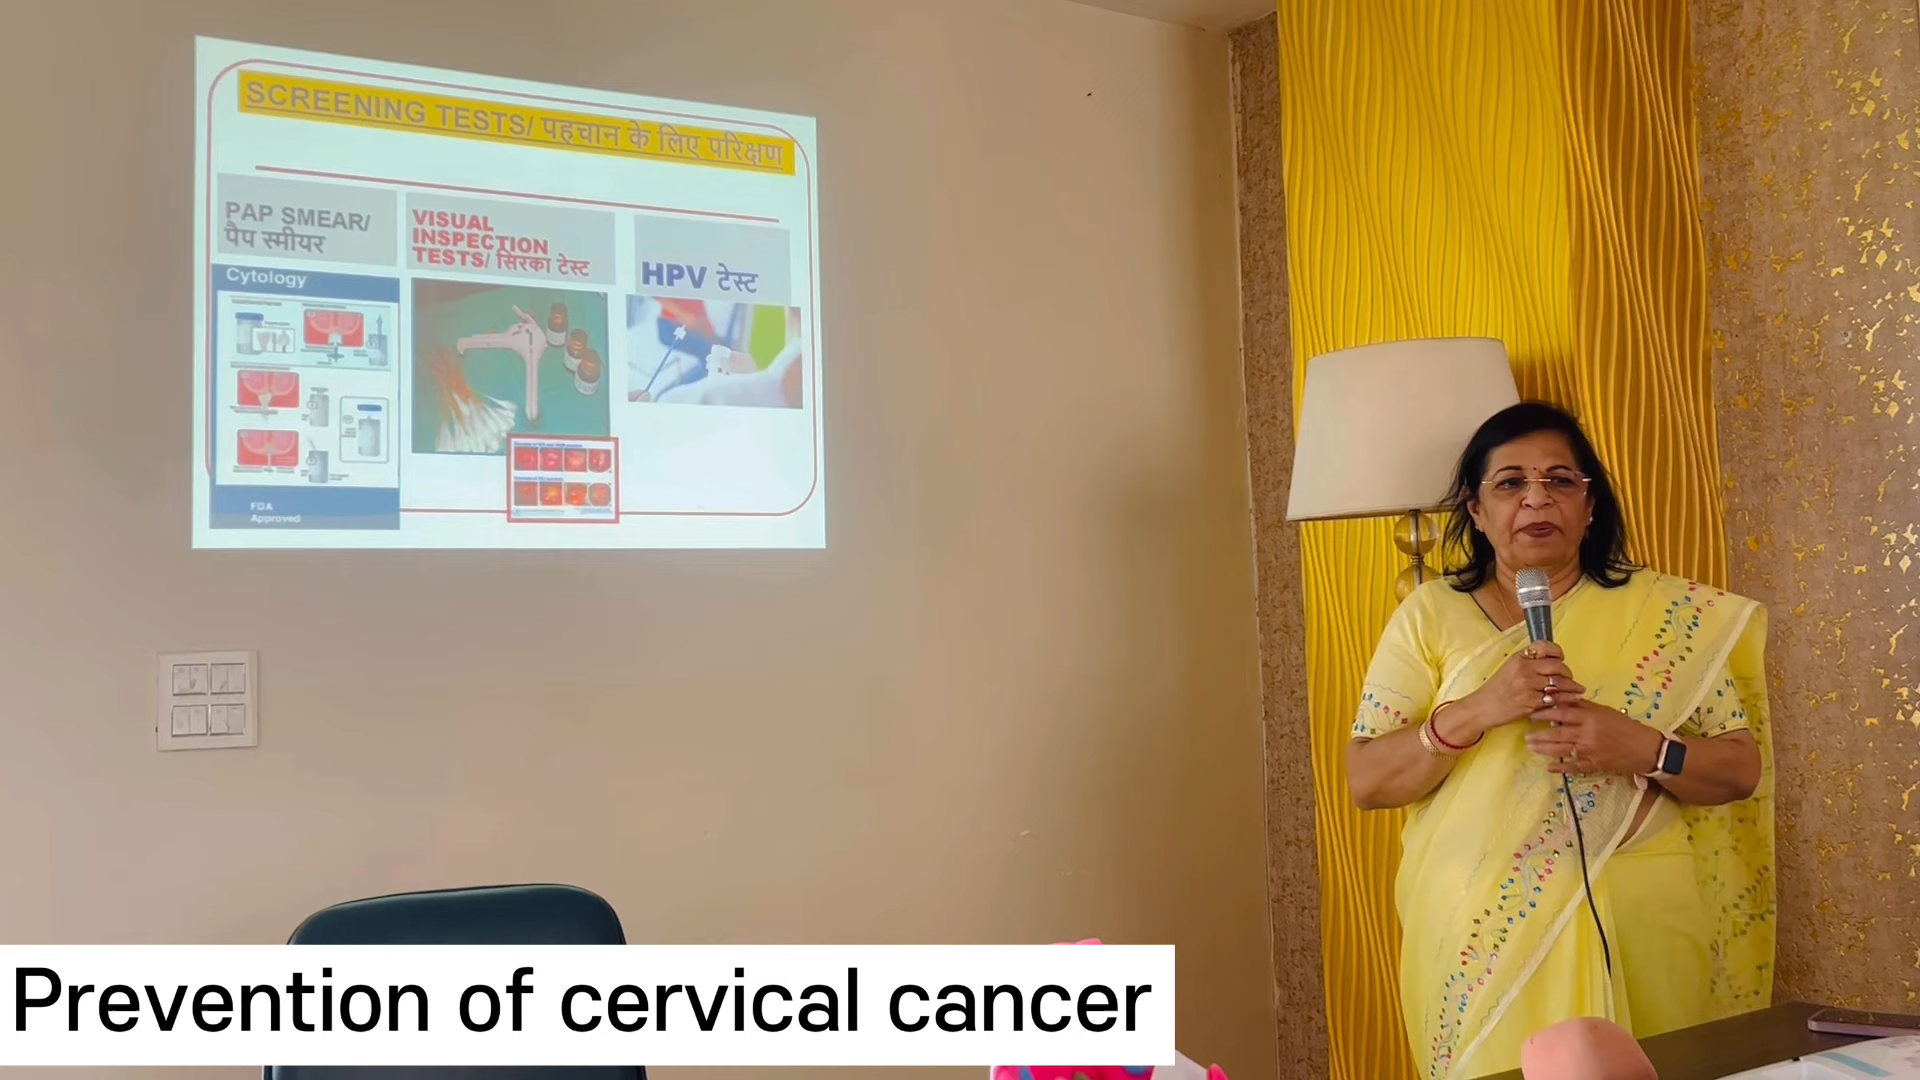 SCREENING TESTS/ पहचान के लिए परिक्षण
PAP SMEAR/
पैप स्मीयर
VISUAL
INSPECTION
TESTS/ सिरका टेस्ट
HPV टेस्ट
Cytology
FDA
Approved
Prevention of cervical cancer